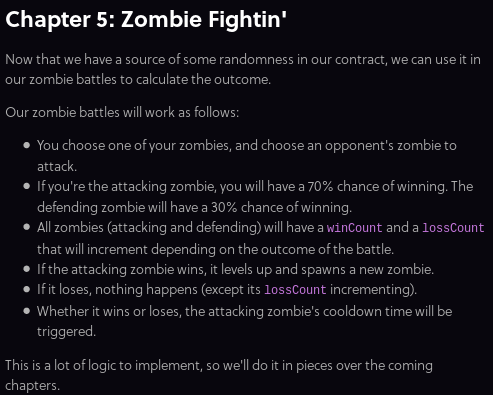 Chapter 5: Zombie Fightin'
Now that we have a source of some randomness in our contract, we can use it in
our zombie battles to calculate the outcome.
Our zombie battles will work as follows:
• You choose one of your zombies, and choose an opponent's zombie to
attack.
• If you're the attacking zombie, you will have a 70% chance of winning. The
defending zombie will have a 30% chance of winning.
• All zombies (attacking and defending) will have a winCount and a lossCount
that will increment depending on the outcome of the battle.
• If the attacking zombie wins, it levels up and spawns a new zombie.
• If it loses, nothing happens (except its lossCount incrementing).
• Whether it wins or loses, the attacking zombie's cooldown time will be
triggered.
This is a lot of logic to implement, so we'll do it in pieces over the coming
chapters.